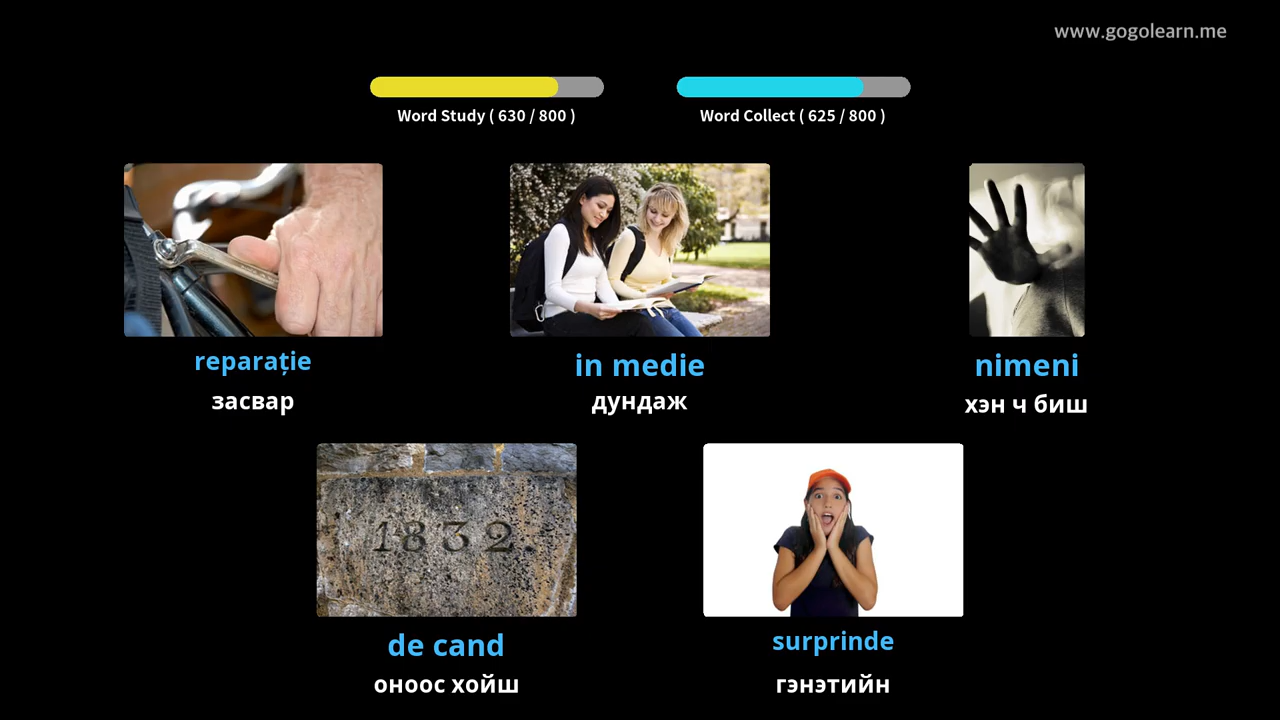 www.gogolearn.me
Word Study ( 630 / 800 )
Word Collect ( 625 / 800 )
reparație
засвар
in medie
дундаж
nimeni
хэн ч биш
1832
de cand
оноос хойш
surprinde
гэнэтийн